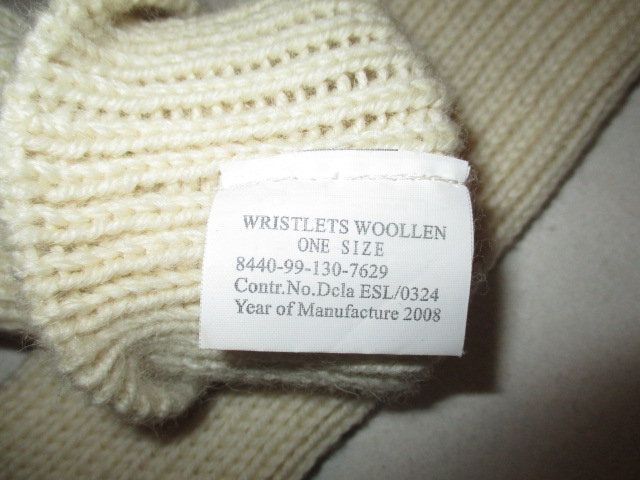 WRISTLETS WOOLLEN
ONE SIZE
8440-99-130-7629
Contr.No.Dcla ESL/0324
Year of Manufacture 2008